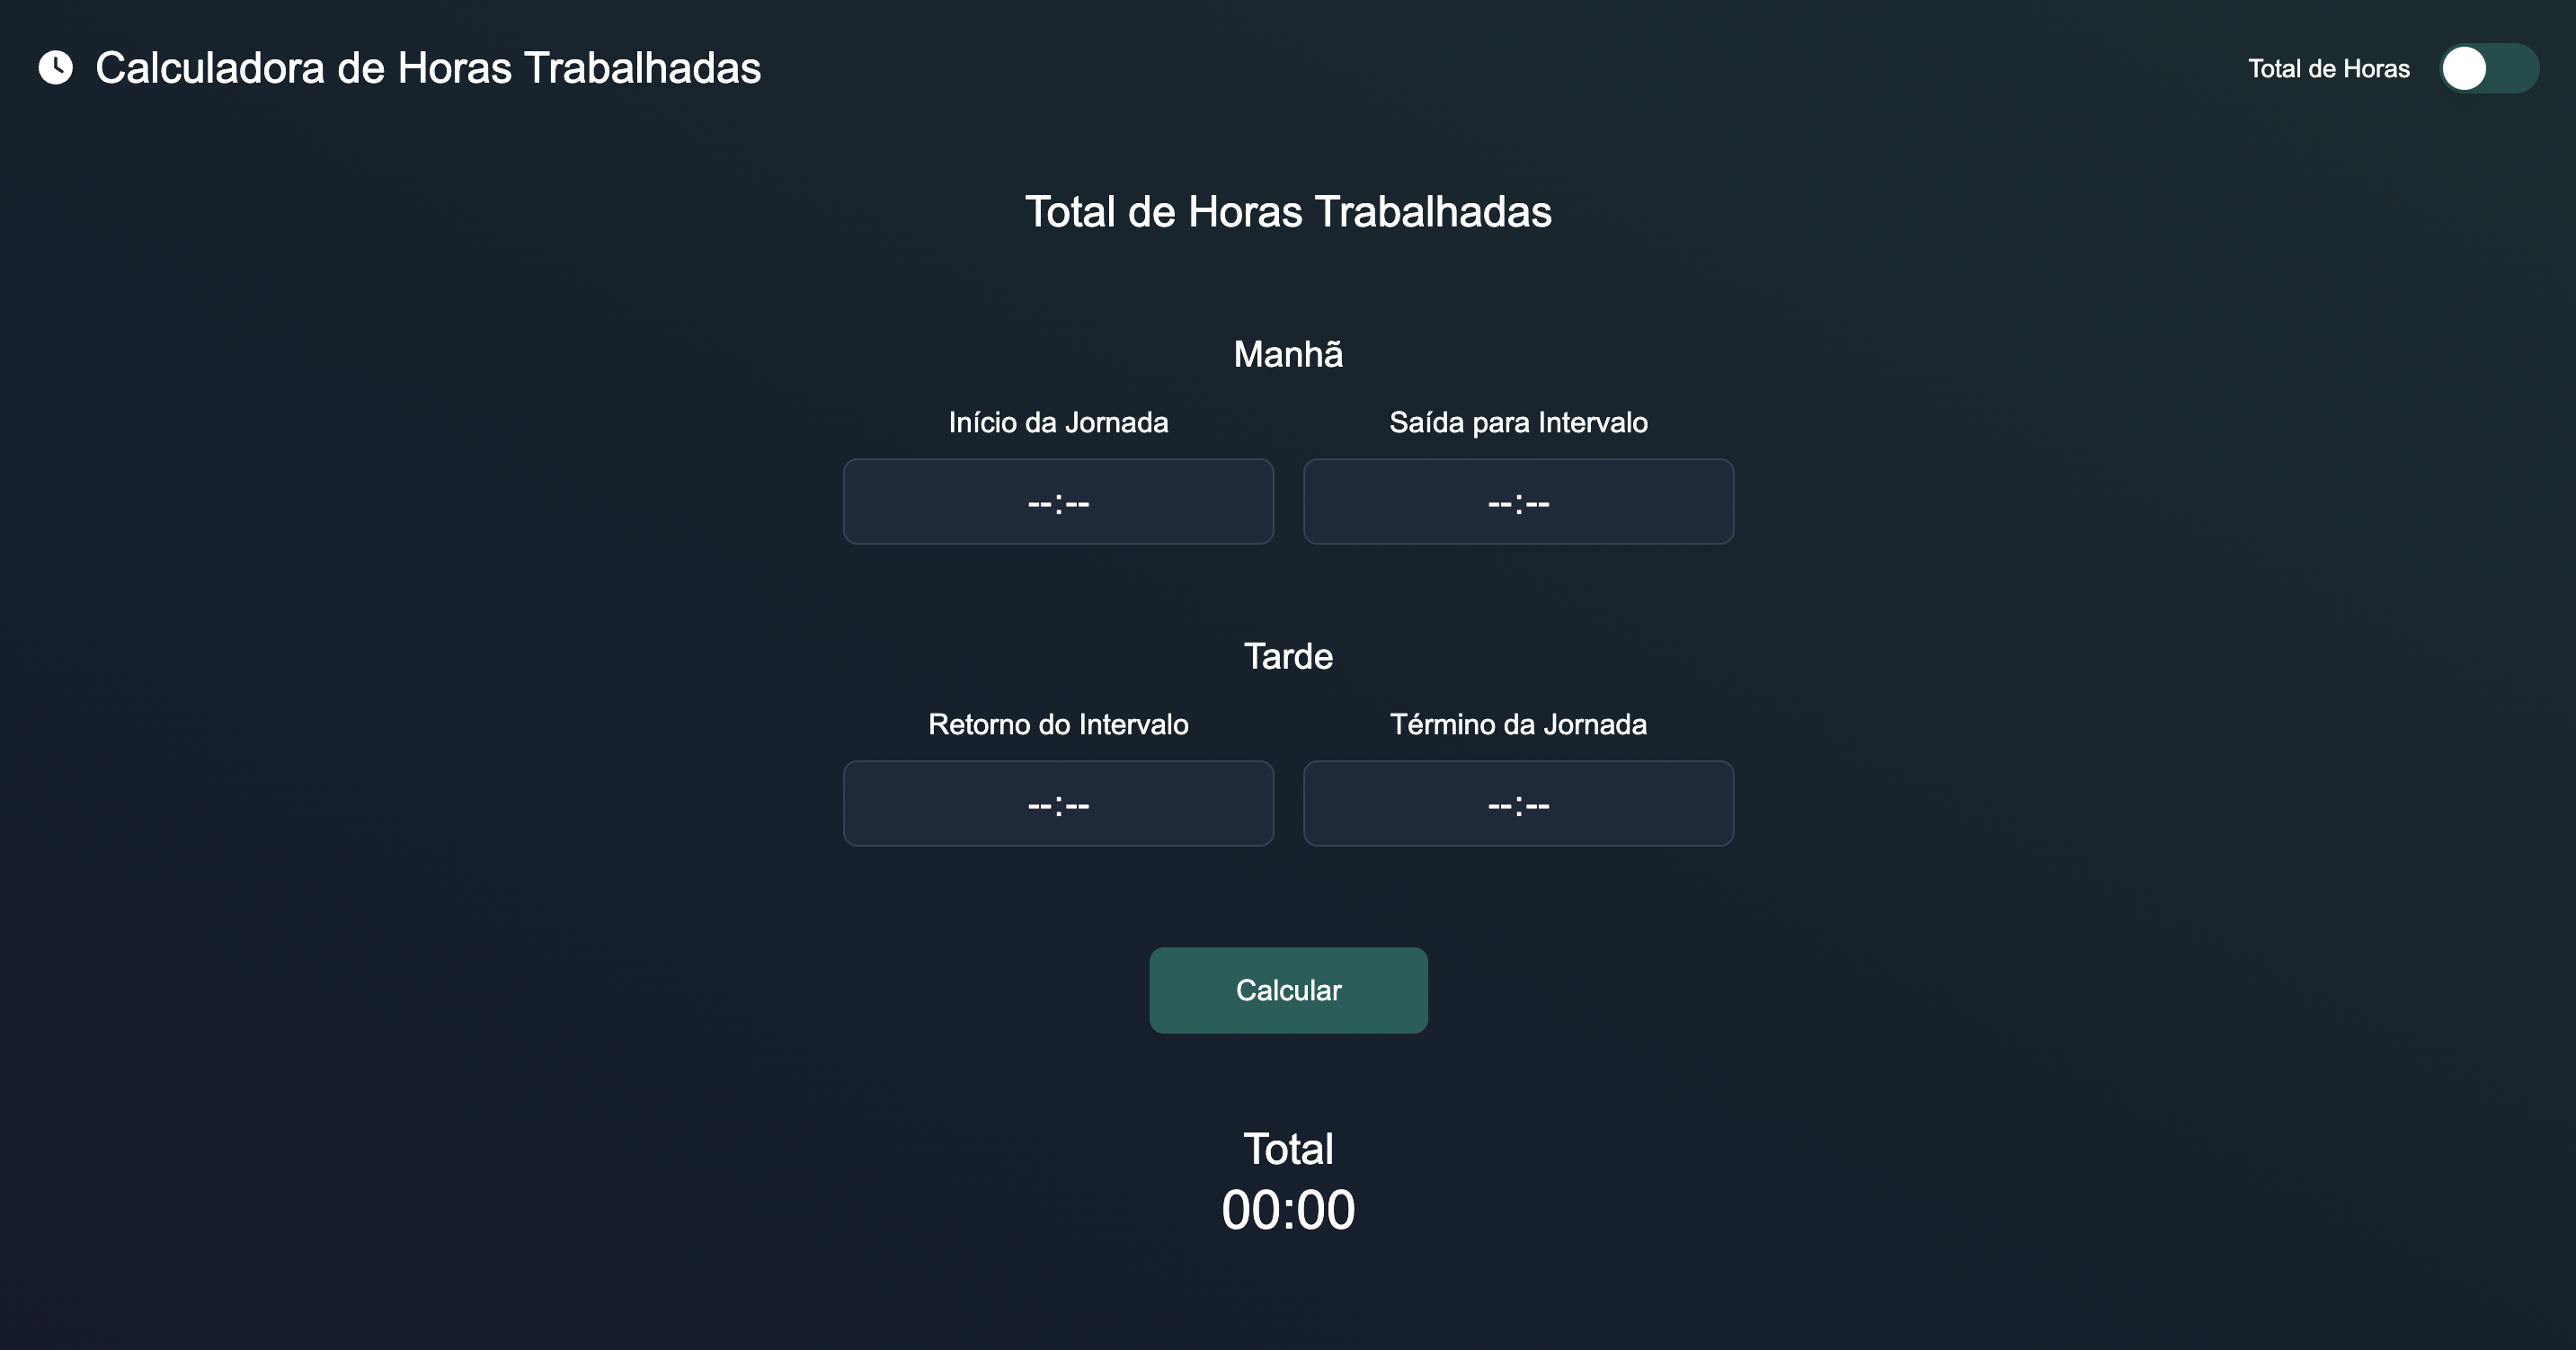 Calculadora de Horas Trabalhadas
Total de Horas
Total de Horas Trabalhadas
Manhã
Início da Jornada
Saída para Intervalo
--:--
--:--
Tarde
Retorno do Intervalo
Término da Jornada
--:--
--:--
Calcular
Total
00:00